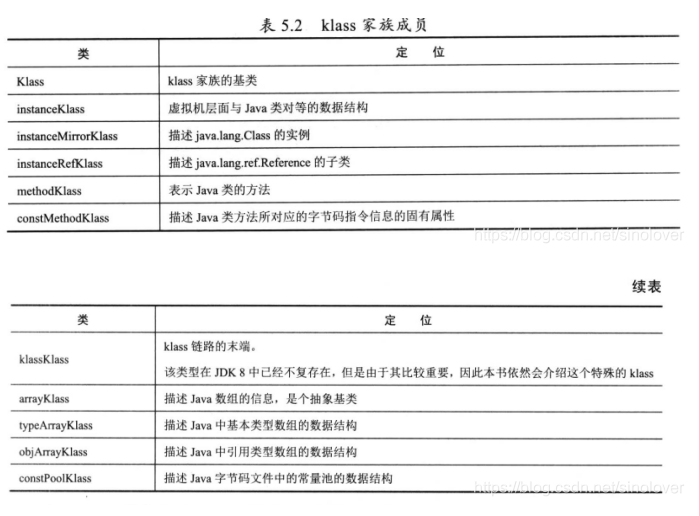 表 5.2 klass 家族成员
类 定 位
Klass klass 家族的基类
instanceKlass 虚拟机层面与 Java 类对等的数据结构
instanceMirrorKlass 描述 java.lang.Class 的实例
instanceRefKlass 描述 java.lang.ref.Reference 的子类
methodKlass 表示 Java 类的方法
constMethodKlass 描述 Java 类方法所对应的字节码指令信息的固有属性
https://blog.csdn.net/sinolover
续表
类 定 位
klassKlass klass 链路的末端。
该类型在 JDK 8 中已经不复存在，但是由于其比较重要，因此本书依然会介绍这个特殊的 klass
arrayKlass 描述 Java 数组的信息，是个抽象基类
typeArrayKlass 描述 Java 中基本类型数组的数据结构
objArrayKlass 描述 Java 中引用类型数组的数据结构
constPoolKlass 描述 Java 字节码文件中的常量池的数据结构
https://blog.csdn.net/sinolover